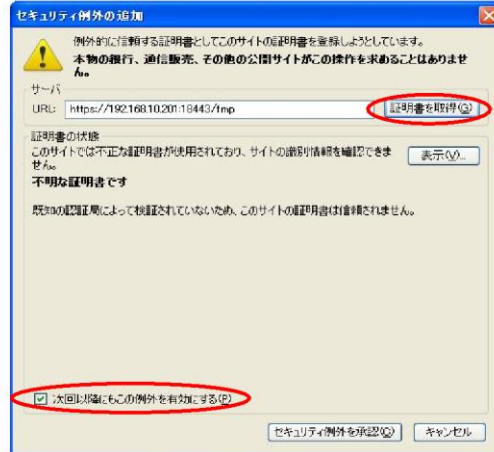 セキュリティ例外の追加
例外的に信頼する証明書としてこのサイトの証明書を登録しようとしています。
本物の銀行、通信販売、その他の公開サイトがこの操作を求めることはありませ
ん。
サーバ
URL: https://192.168.10.201:18443/fmp 証明書を取得(G)
証明書の状態
このサイトでは不正な証明書が使用されており、サイトの識別情報を確認できま
せん。
表示(V)...
不明な証明書です
既知の認証局によって検証されていないため、このサイトの証明書は信頼されません。
次回以降にもこの例外を有効にする(P)
セキュリティ例外を承認(C) キャンセル